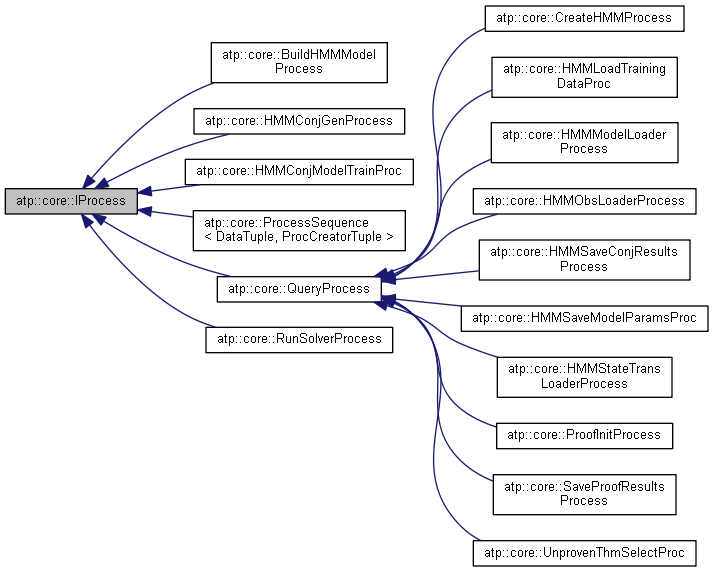 atp::core::IProcess
atp::core::BuildHMMModel
Process
atp::core::HMMConjGenProcess
atp::core::HMMConjModelTrainProc
atp::core::ProcessSequence
< DataTuple, ProcCreatorTuple >
atp::core::QueryProcess
atp::core::RunSolverProcess
atp::core::CreateHMMProcess
atp::core::HMMLoadTraining
DataProc
atp::core::HMMModelLoader
Process
atp::core::HMMObsLoaderProcess
atp::core::HMMSaveConjResults
Process
atp::core::HMMSaveModelParamsProc
atp::core::HMMStateTrans
LoaderProcess
atp::core::ProofInitProcess
atp::core::SaveProofResults
Process
atp::core::UnprovenThmSelectProc